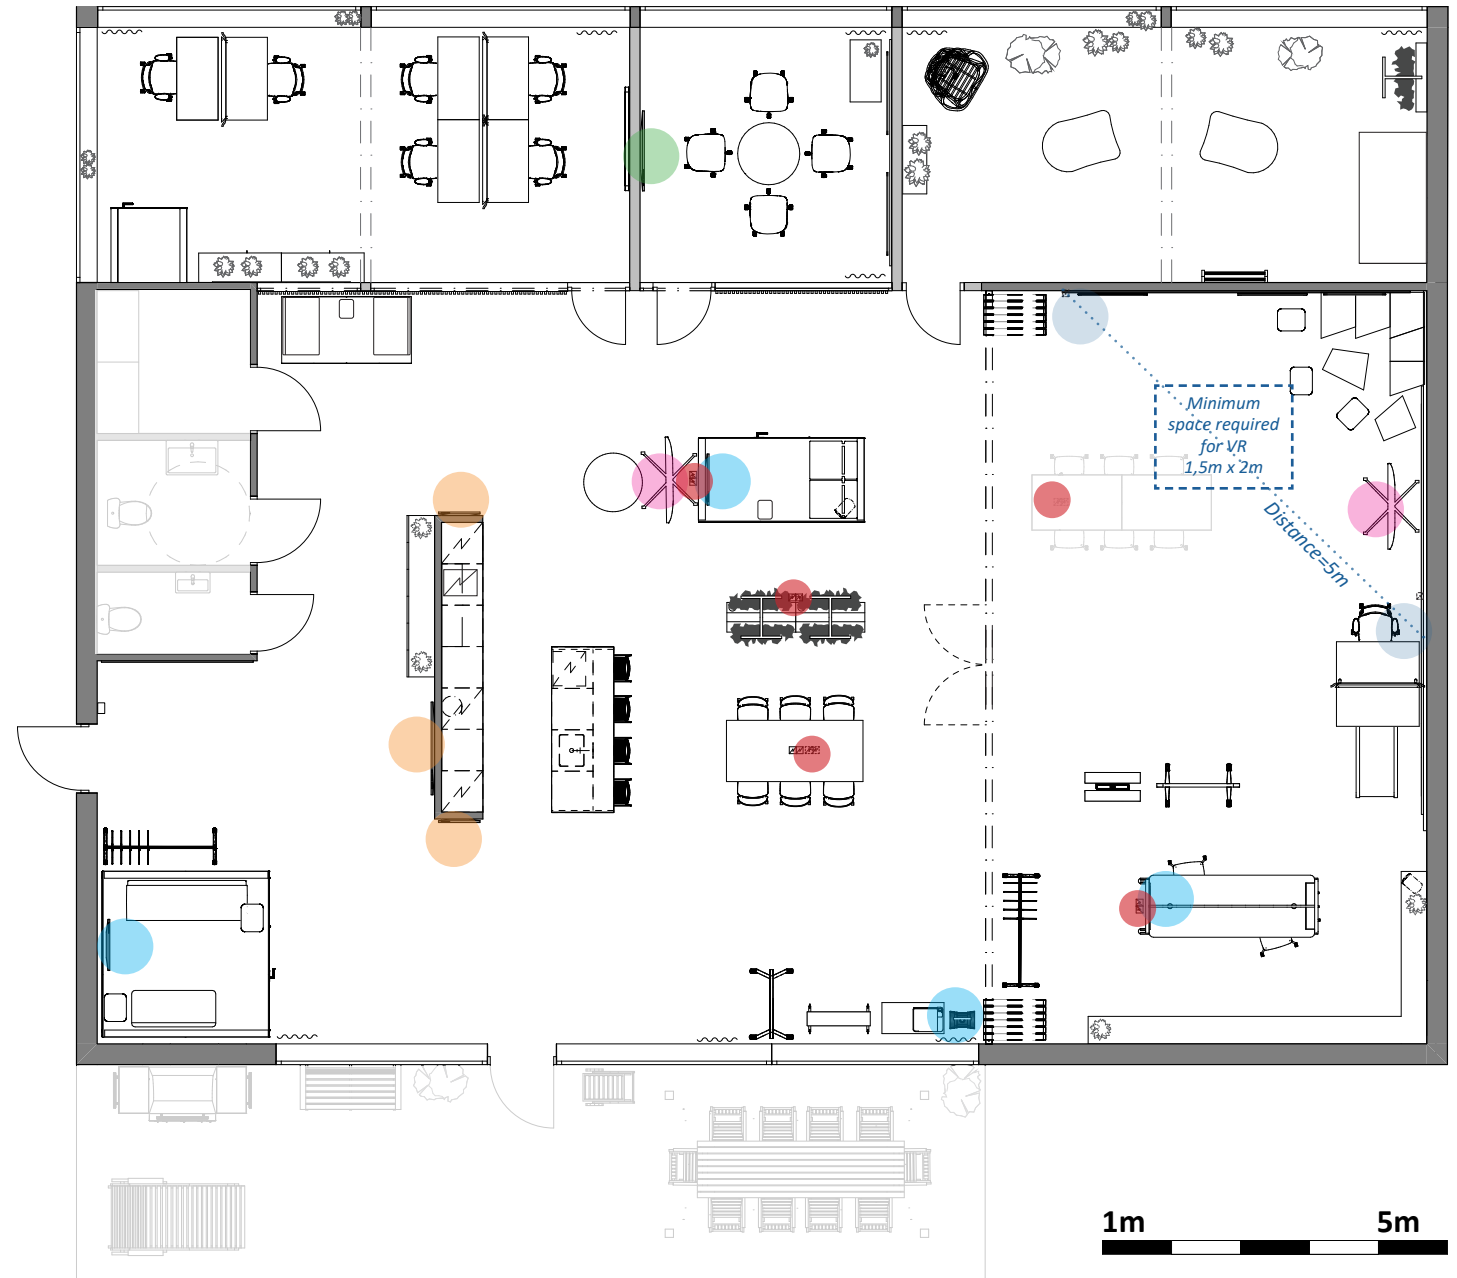 Minimum
space required
for VR
1,5m x 2m
Distance=5m
1m 5m